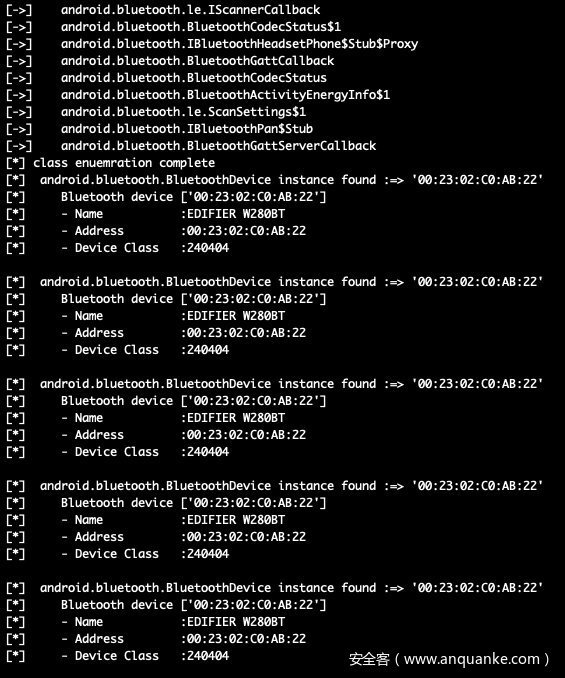 [->]    android.bluetooth.le.IScannerCallback
[->]    android.bluetooth.BluetoothCodecStatus$1
[->]    android.bluetooth.IBluetoothHeadsetPhone$Stub$Proxy
[->]    android.bluetooth.BluetoothGattCallback
[->]    android.bluetooth.BluetoothCodecStatus
[->]    android.bluetooth.BluetoothActivityEnergyInfo$1
[->]    android.bluetooth.le.ScanSettings$1
[->]    android.bluetooth.IBluetoothPan$Stub
[->]    android.bluetooth.BluetoothGattServerCallback
[*] class enuemration complete
[*]  android.bluetooth.BluetoothDevice instance found :=> '00:23:02:C0:AB:22'
[*]     Bluetooth device ['00:23:02:C0:AB:22']
[*]     - Name          :EDIFIER W280BT
[*]     - Address       :00:23:02:C0:AB:22
[*]     - Device Class  :240404
[*]  android.bluetooth.BluetoothDevice instance found :=> '00:23:02:C0:AB:22'
[*]     Bluetooth device ['00:23:02:C0:AB:22']
[*]     - Name          :EDIFIER W280BT
[*]     - Address       :00:23:02:C0:AB:22
[*]     - Device Class  :240404
[*]  android.bluetooth.BluetoothDevice instance found :=> '00:23:02:C0:AB:22'
[*]     Bluetooth device ['00:23:02:C0:AB:22']
[*]     - Name          :EDIFIER W280BT
[*]     - Address       :00:23:02:C0:AB:22
[*]     - Device Class  :240404
[*]  android.bluetooth.BluetoothDevice instance found :=> '00:23:02:C0:AB:22'
[*]     Bluetooth device ['00:23:02:C0:AB:22']
[*]     - Name          :EDIFIER W280BT
[*]     - Address       :00:23:02:C0:AB:22
[*]     - Device Class  :240404
[*]  android.bluetooth.BluetoothDevice instance found :=> '00:23:02:C0:AB:22'
[*]     Bluetooth device ['00:23:02:C0:AB:22']
[*]     - Name          :EDIFIER W280BT
[*]     - Address       :00:23:02:C0:AB:22
[*]     - Device Class  :240404
安全客（www.anquanke.com）